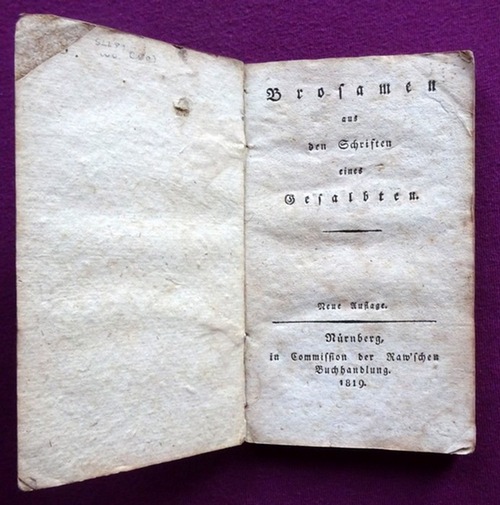 Broſamen
aus
den Schriften
eines
Geſalbten.
Neue Auflage.
Nürnberg,
in Commiſſion der Raw'ſchen
Buchhandlung.
1819.